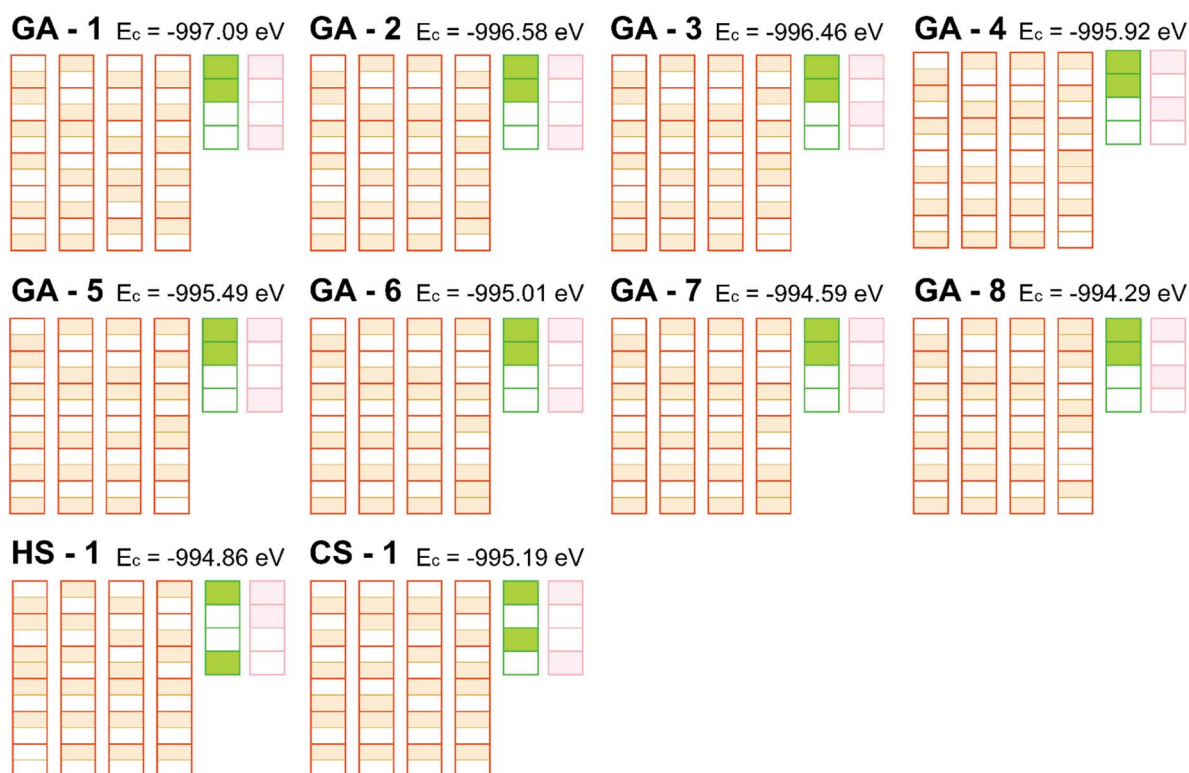 GA - 1 Ec = -997.09 eV GA - 2 Ec = -996.58 eV GA - 3 Ec = -996.46 eV GA - 4 Ec = -995.92 eV
GA - 5 Ec = -995.49 eV GA - 6 Ec = -995.01 eV GA - 7 Ec = -994.59 eV GA - 8 Ec = -994.29 eV
HS - 1 Ec = -994.86 eV CS - 1 Ec = -995.19 eV